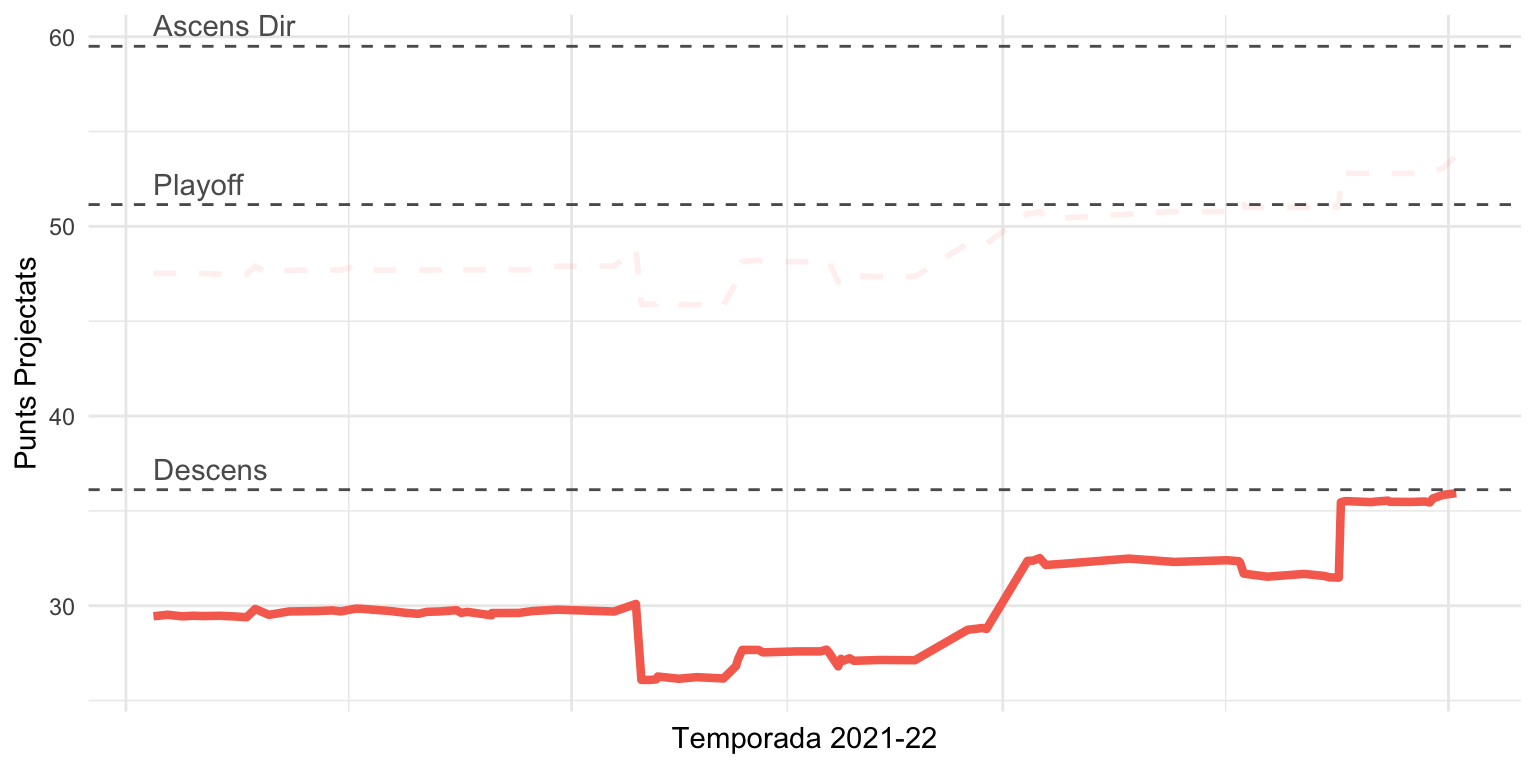 Ascens Dir
60
Playoff
50
Punts Projectats
40
Descens
30
Temporada 2021-22